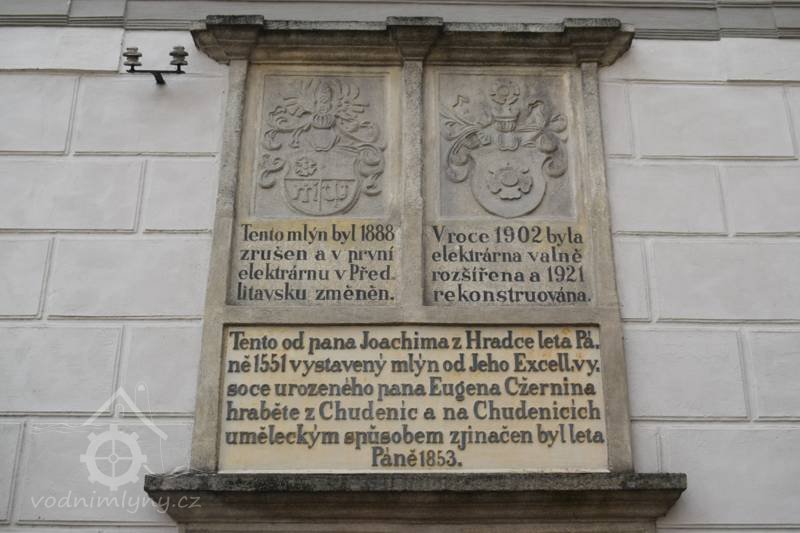 Tento mlýn byl 1888
zrušen a v první
elektrárnu v Před-
litavsku změněn.
V roce 1902 byla
elektrárna valně
rozšířena a 1921
rekonstruována.
Tento od pana Joachima z Hradce leta Pá-
ně 1551 vystavený mlýn od Jeho Excell. vy-
soce urozeného pana Eugena Cžernina
hraběte z Chudenic a na Chudenicích
uměleckým spůsobem zjinačen byl leta
Páně 1853.
vodnimlyny.cz